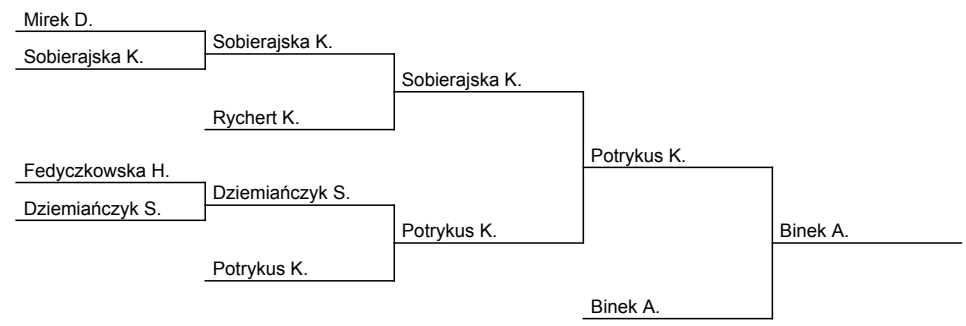 Mirek D.
Sobierajska K.
Sobierajska K.
Sobierajska K.
Rychert K.
Potrykus K.
Fedyczkowska H.
Dziemiańczyk S.
Dziemiańczyk S.
Potrykus K.
Binek A.
Potrykus K.
Binek A.